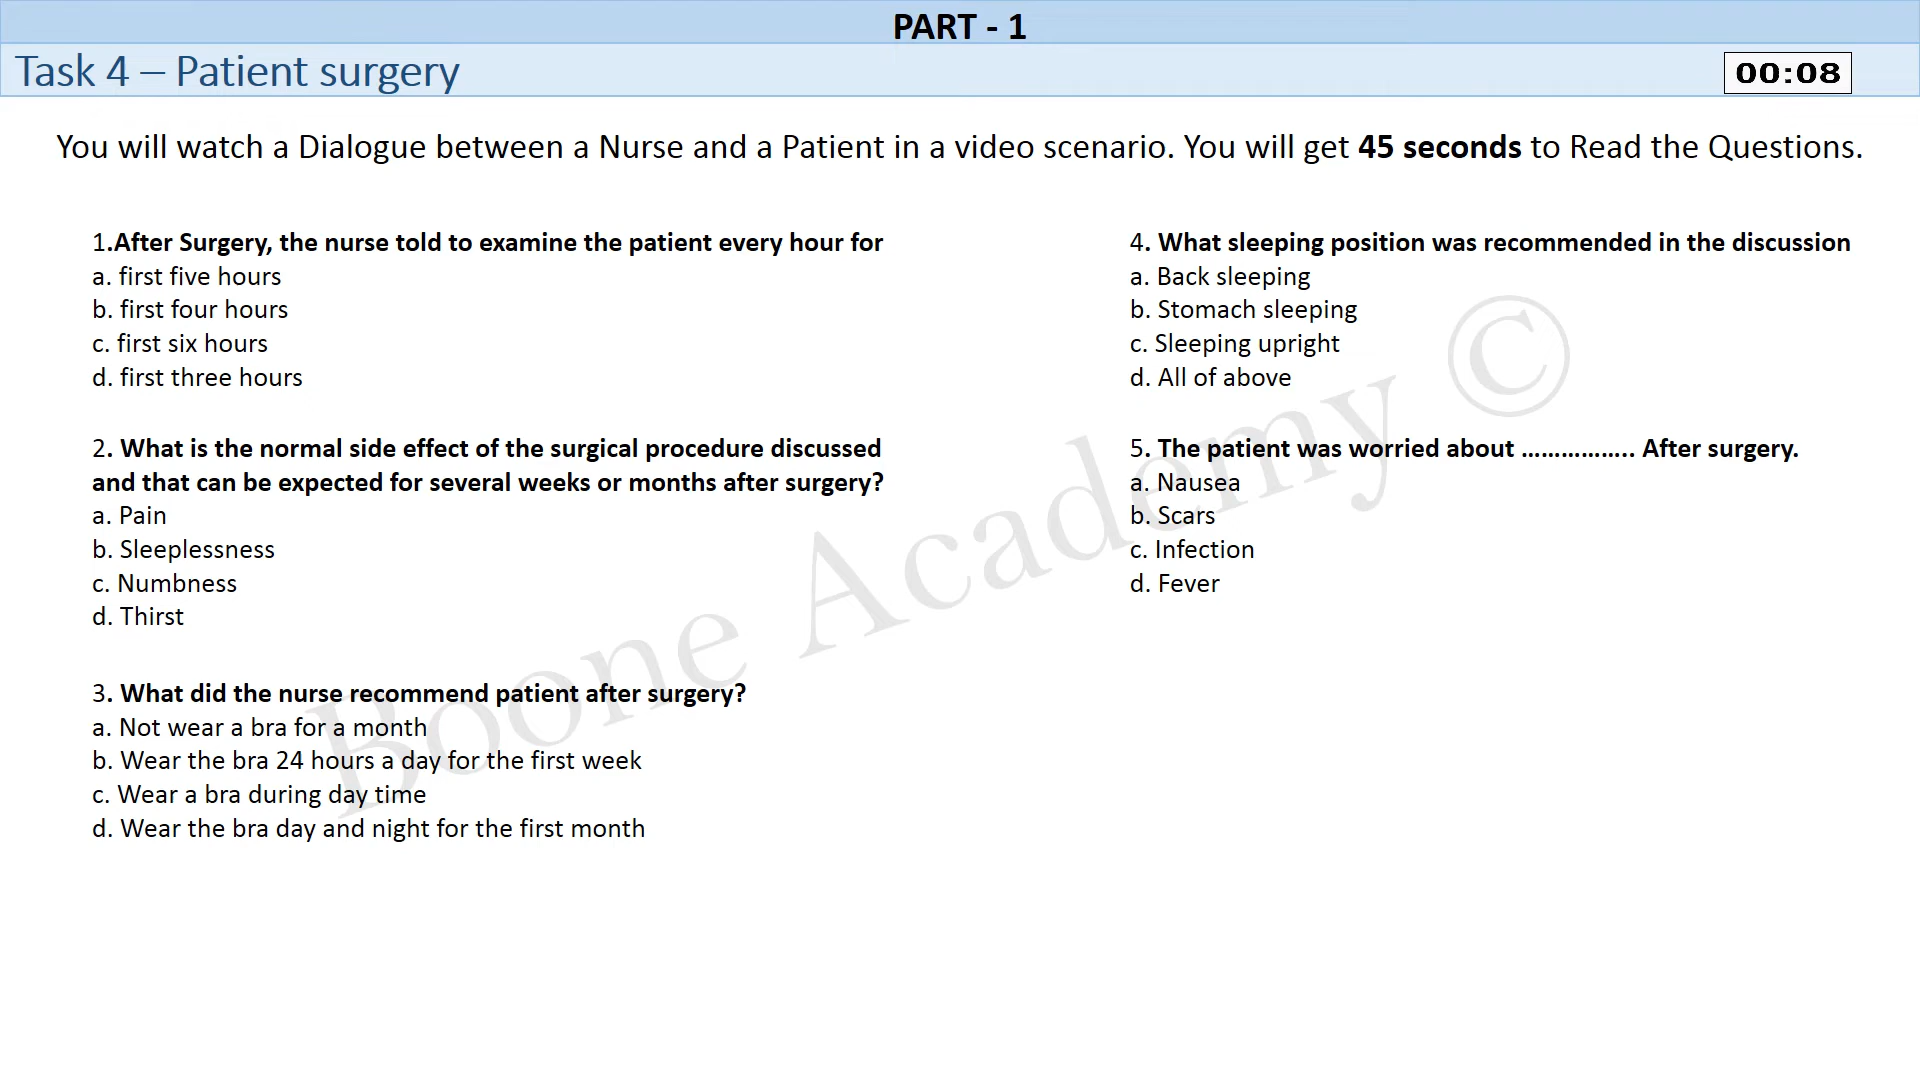 PART - 1
Task 4 – Patient surgery
00:08
You will watch a Dialogue between a Nurse and a Patient in a video scenario. You will get 45 seconds to Read the Questions.
1.After Surgery, the nurse told to examine the patient every hour for
a. first five hours
b. first four hours
c. first six hours
d. first three hours
2. What is the normal side effect of the surgical procedure discussed
and that can be expected for several weeks or months after surgery?
a. Pain
b. Sleeplessness
c. Numbness
d. Thirst
3. What did the nurse recommend patient after surgery?
a. Not wear a bra for a month
b. Wear the bra 24 hours a day for the first week
c. Wear a bra during day time
d. Wear the bra day and night for the first month
4. What sleeping position was recommended in the discussion
a. Back sleeping
b. Stomach sleeping
c. Sleeping upright
d. All of above
5. The patient was worried about …………….. After surgery.
a. Nausea
b. Scars
c. Infection
d. Fever
Boone Academy ©